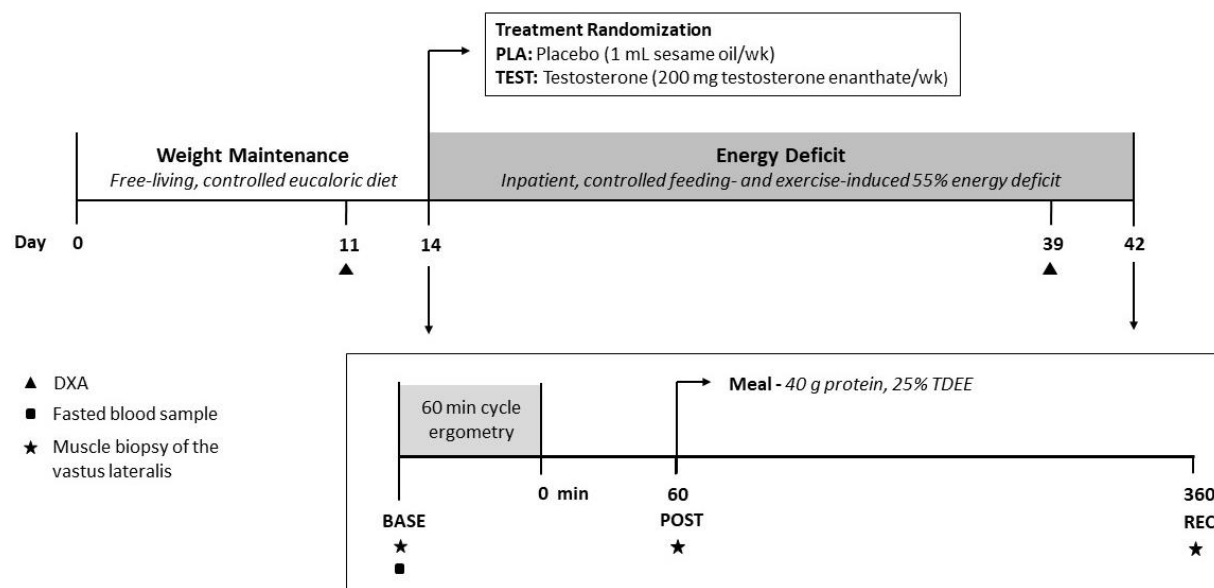 Treatment Randomization
PLA: Placebo (1 mL sesame oil/wk)
TEST: Testosterone (200 mg testosterone enanthate/wk)
Weight Maintenance
Free-living, controlled eucaloric diet
Energy Deficit
Inpatient, controlled feeding- and exercise-induced 55% energy deficit
Day 0 11 14 39 42
DXA
Fasted blood sample
Muscle biopsy of the
vastus lateralis
60 min cycle
ergometry
Meal - 40 g protein, 25% TDEE
0 min 60 360
BASE POST REC